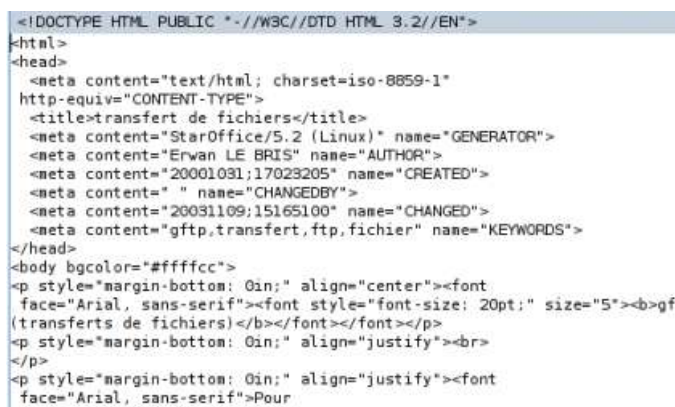 <!DOCTYPE HTML PUBLIC "-//W3C//DTD HTML 3.2//EN">
<html>
<head>
<meta content="text/html; charset=iso-8859-1"
http-equiv="CONTENT-TYPE">
<title>transfert de fichiers</title>
<meta content="StarOffice/5.2 (Linux)" name="GENERATOR">
<meta content="Erwan LE BRIS" name="AUTHOR">
<meta content="20001031;17023205" name="CREATED">
<meta content=" " name="CHANGEDBY">
<meta content="20031109;15165100" name="CHANGED">
<meta content="gftp,transfert,ftp,fichier" name="KEYWORDS">
</head>
<body bgcolor="#ffffcc">
<p style="margin-bottom: 0in;" align="center"><font
face="Arial, sans-serif"><font style="font-size: 20pt;" size="5"><b>gf
(transferts de fichiers)</b></font></font></p>
<p style="margin-bottom: 0in;" align="justify"><br>
</p>
<p style="margin-bottom: 0in;" align="justify"><font
face="Arial, sans-serif">Pour